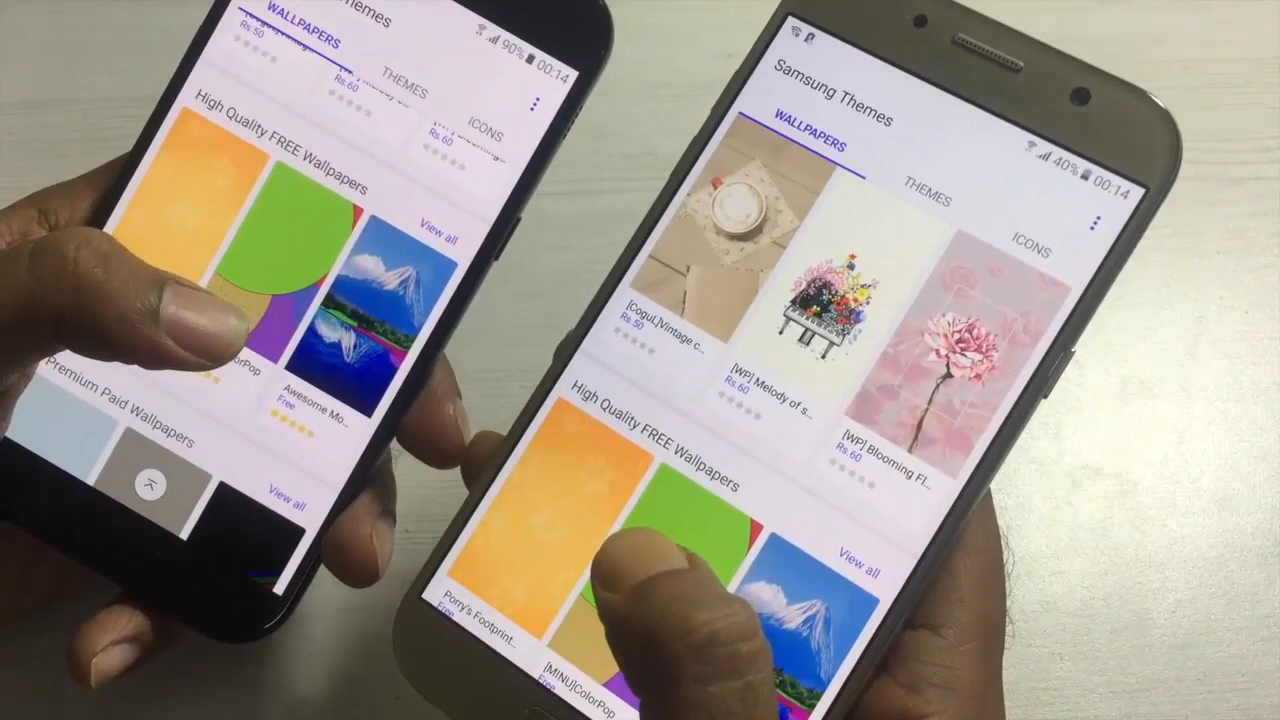 Themes
90% 00:14
WALLPAPERS
THEMES
ICONS
Rs.50
Rs.60
Rs.60
High Quality FREE Wallpapers
View all
ColorPop
Awesome Mo...
Free
Premium Paid Wallpapers
View all
40% 00:14
Samsung Themes
WALLPAPERS
THEMES
ICONS
[CoguL]Vintage c...
Rs.50
[WP] Melody of s...
Rs.60
[WP] Blooming Fl...
Rs.60
High Quality FREE Wallpapers
View all
Porry's Footprint...
Free
[MINU]ColorPop
Free